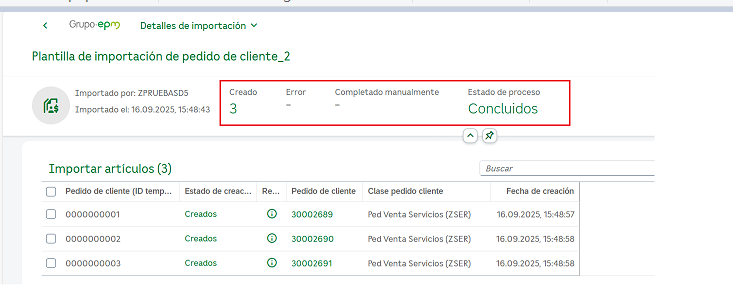 Grupo·epm Detalles de importación
Plantilla de importación de pedido de cliente_2
Importado por: ZPRUEBASD5
Importado el: 16.09.2025, 15:48:43
Creado Error Completado manualmente Estado de proceso
3 – – Concluidos
Importar artículos (3) Buscar
Pedido de cliente (ID temp... Estado de creac... Re... Pedido de cliente Clase pedido cliente Fecha de creación
0000000001 Creados 30002689 Ped Venta Servicios (ZSER) 16.09.2025, 15:48:57
0000000002 Creados 30002690 Ped Venta Servicios (ZSER) 16.09.2025, 15:48:58
0000000003 Creados 30002691 Ped Venta Servicios (ZSER) 16.09.2025, 15:48:58